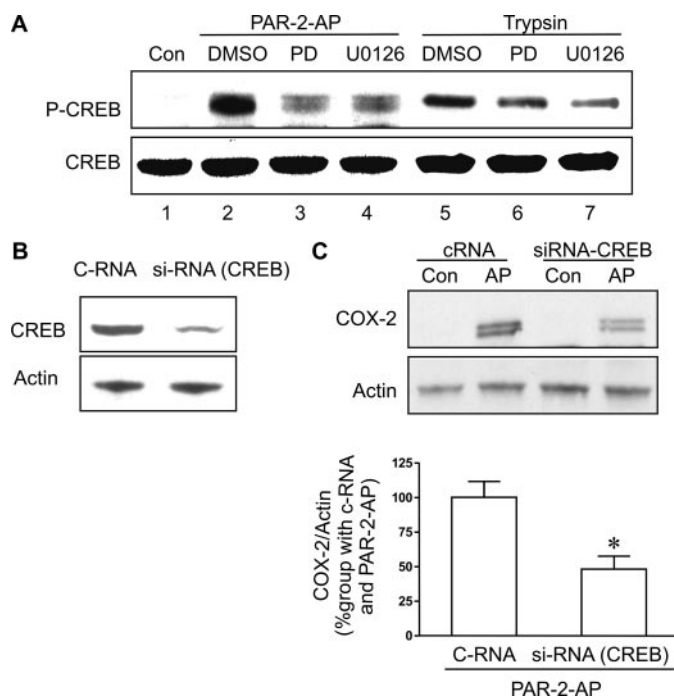 A
PAR-2-AP Trypsin
Con DMSO PD U0126 DMSO PD U0126
P-CREB
CREB
1 2 3 4 5 6 7
B
C-RNA si-RNA (CREB)
CREB
Actin
C
cRNA siRNA-CREB
Con AP Con AP
COX-2
Actin
COX-2/Actin
(%group with c-RNA
and PAR-2-AP)
125
100
75
50
25
0
*
C-RNA si-RNA (CREB)
PAR-2-AP